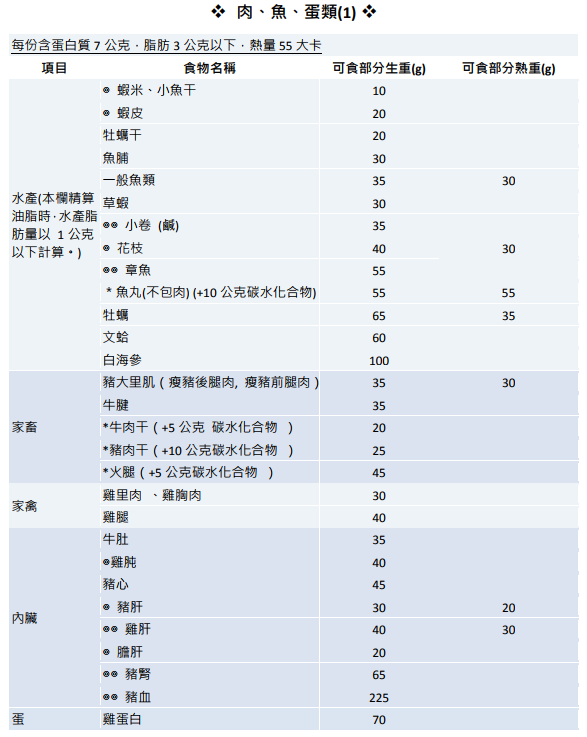 ❖ 肉、魚、蛋類(1) ❖
每份含蛋白質 7 公克，脂肪 3 公克以下，熱量 55 大卡
項目 食物名稱 可食部分生重(g) 可食部分熟重(g)
水產(本欄精算油脂時，水產脂肪量以 1 公克以下計算。)
◎ 蝦米、小魚干 10
◎ 蝦皮 20
牡蠣干 20
魚脯 30
一般魚類 35 30
草蝦 30
◎◎ 小卷 (鹹) 35
◎ 花枝 40 30
◎◎ 章魚 55
* 魚丸(不包肉) (+10 公克碳水化合物) 55 55
牡蠣 65 35
文蛤 60
白海參 100
家畜
豬大里肌 ( 瘦豬後腿肉, 瘦豬前腿肉 ) 35 30
牛腱 35
*牛肉干 ( +5 公克 碳水化合物 ) 20
*豬肉干 ( +10 公克碳水化合物 ) 25
*火腿 ( +5 公克碳水化合物 ) 45
家禽
雞里肉 、雞胸肉 30
雞腿 40
內臟
牛肚 35
◎雞肫 40
豬心 45
◎ 豬肝 30 20
◎◎ 雞肝 40 30
◎ 膽肝 20
◎◎ 豬腎 65
◎◎ 豬血 225
蛋 雞蛋白 70